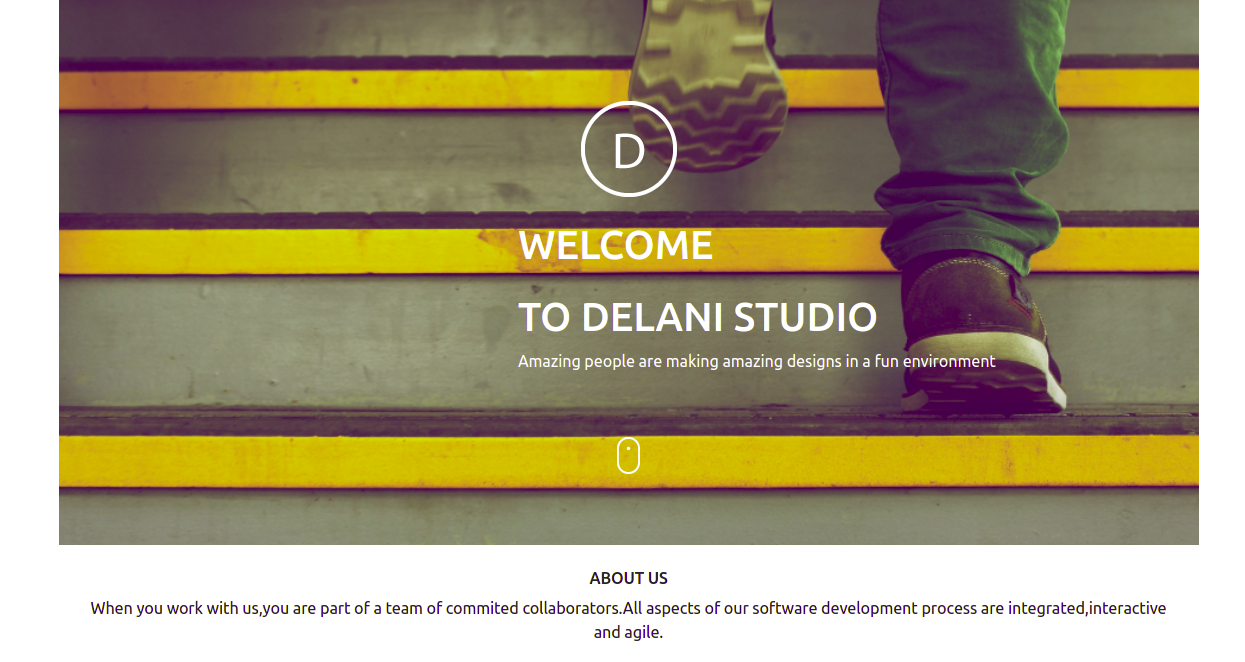 D
WELCOME
TO DELANI STUDIO
Amazing people are making amazing designs in a fun environment
ABOUT US
When you work with us,you are part of a team of commited collaborators.All aspects of our software development process are integrated,interactive
and agile.